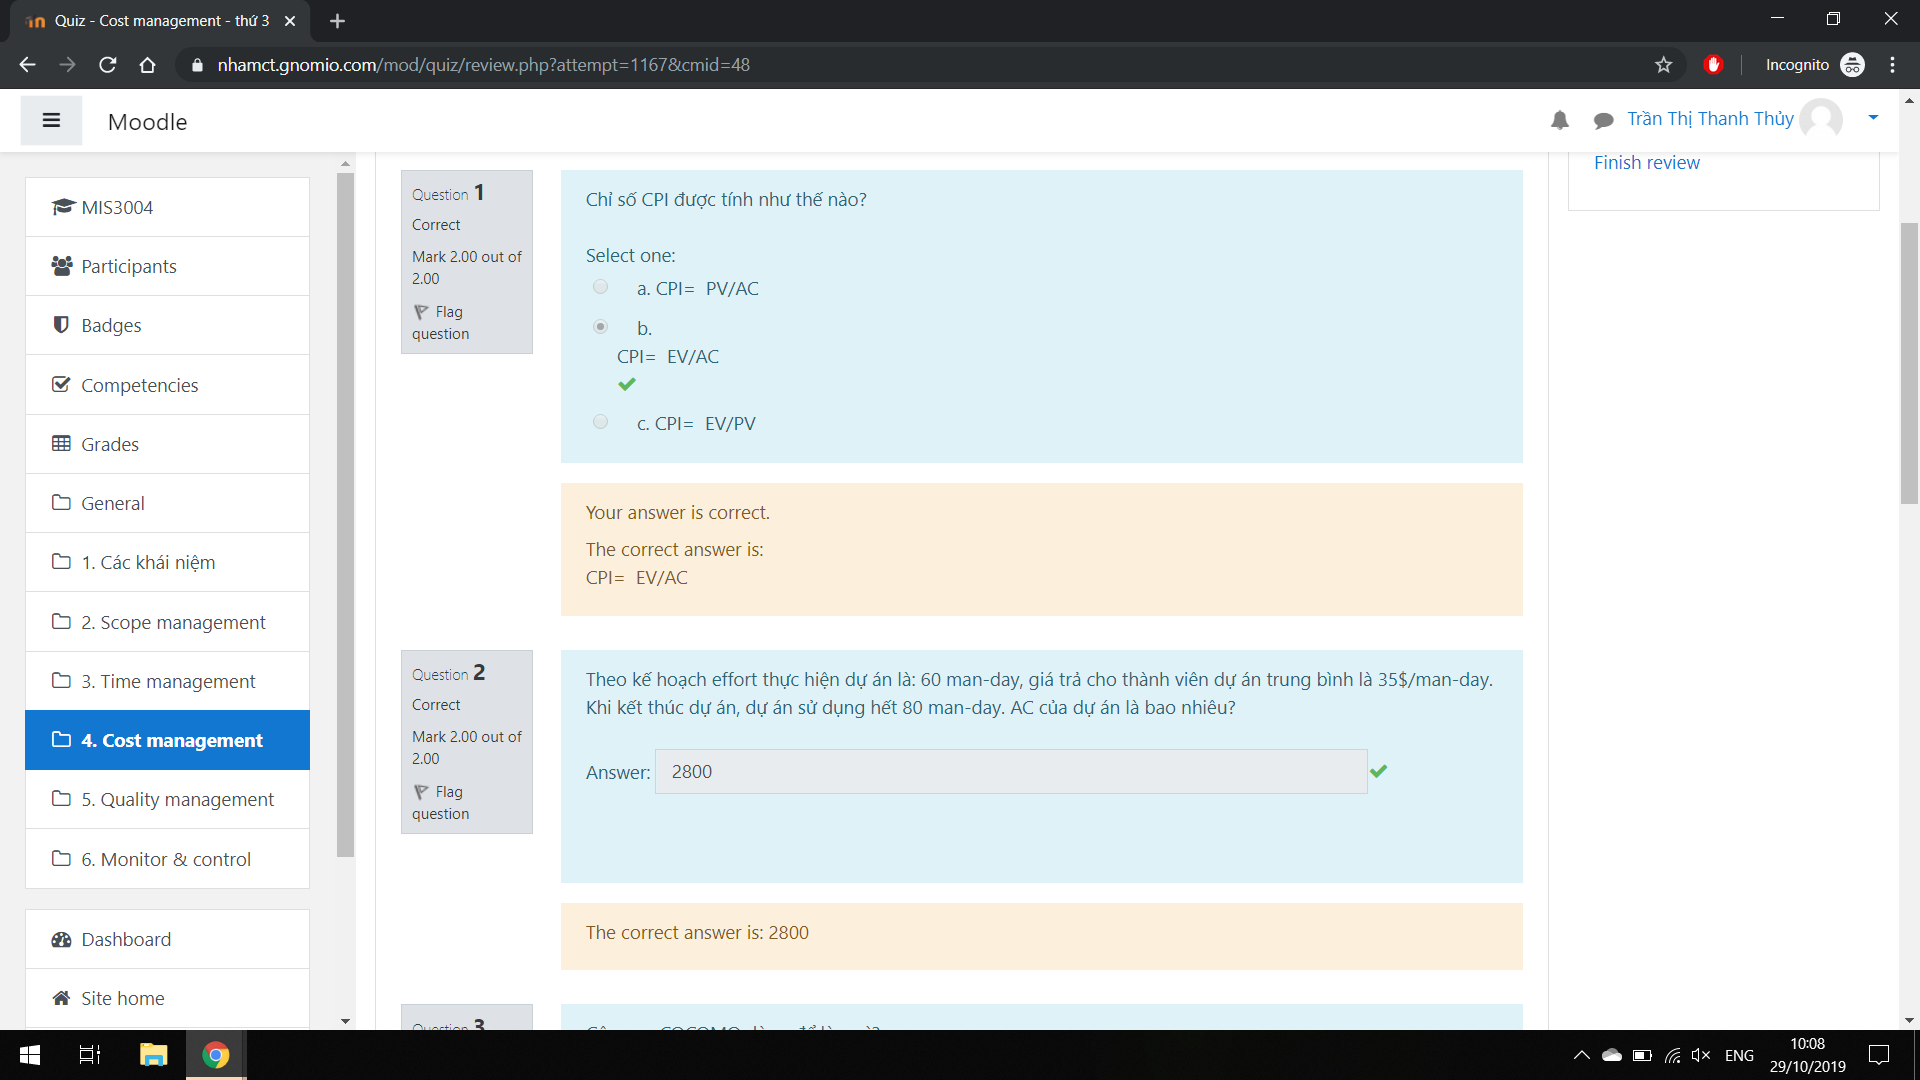 Quiz - Cost management - thứ 3
nhamct.gnomio.com/mod/quiz/review.php?attempt=1167&cmid=48
Incognito
Moodle
Trần Thị Thanh Thủy
MIS3004
Participants
Badges
Competencies
Grades
General
1. Các khái niệm
2. Scope management
3. Time management
4. Cost management
5. Quality management
6. Monitor & control
Dashboard
Site home
Question 1
Correct
Mark 2.00 out of
2.00
Flag
question
Chỉ số CPI được tính như thế nào?
Select one:
a. CPI= PV/AC
b.
CPI= EV/AC
c. CPI= EV/PV
Your answer is correct.
The correct answer is:
CPI= EV/AC
Question 2
Correct
Mark 2.00 out of
2.00
Flag
question
Theo kế hoạch effort thực hiện dự án là: 60 man-day, giá trả cho thành viên dự án trung bình là 35$/man-day.
Khi kết thúc dự án, dự án sử dụng hết 80 man-day. AC của dự án là bao nhiêu?
Answer: 2800
The correct answer is: 2800
Question 3
Finish review
ENG
10:08
29/10/2019